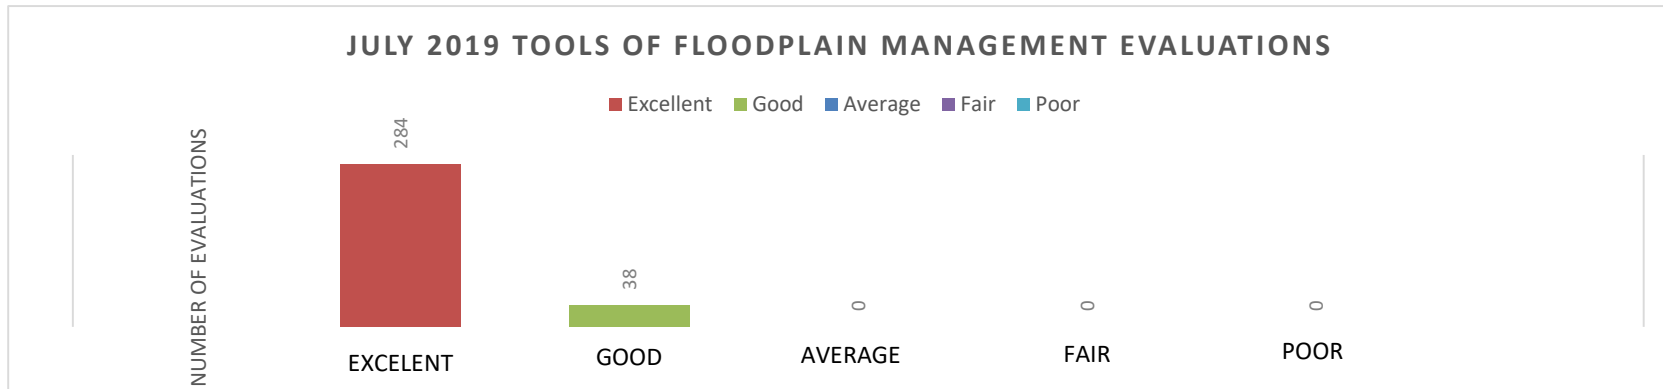 JULY 2019 TOOLS OF FLOODPLAIN MANAGEMENT EVALUATIONS
Excellent Good Average Fair Poor
NUMBER OF EVALUATIONS
284
38
0
0
0
EXCELENT
GOOD
AVERAGE
FAIR
POOR